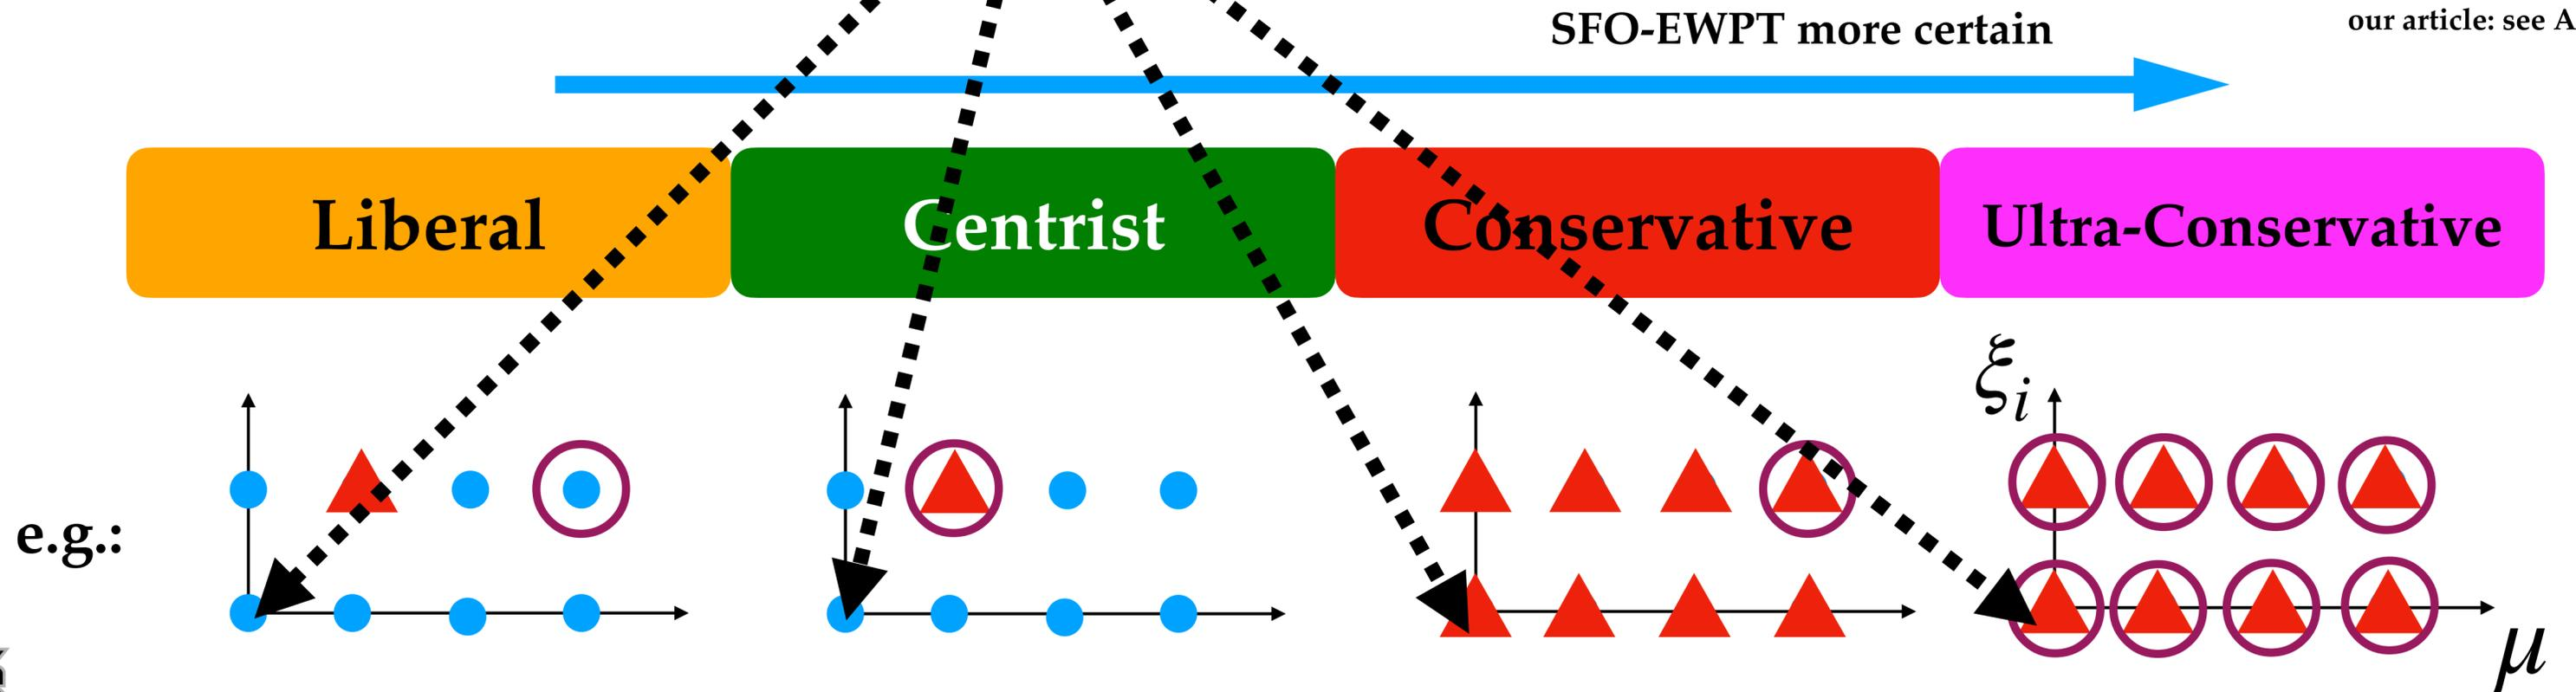 SFO-EWPT more certain
our article: see A
Liberal
Centrist
Conservative
Ultra-Conservative
ξi
e.g.:
μ